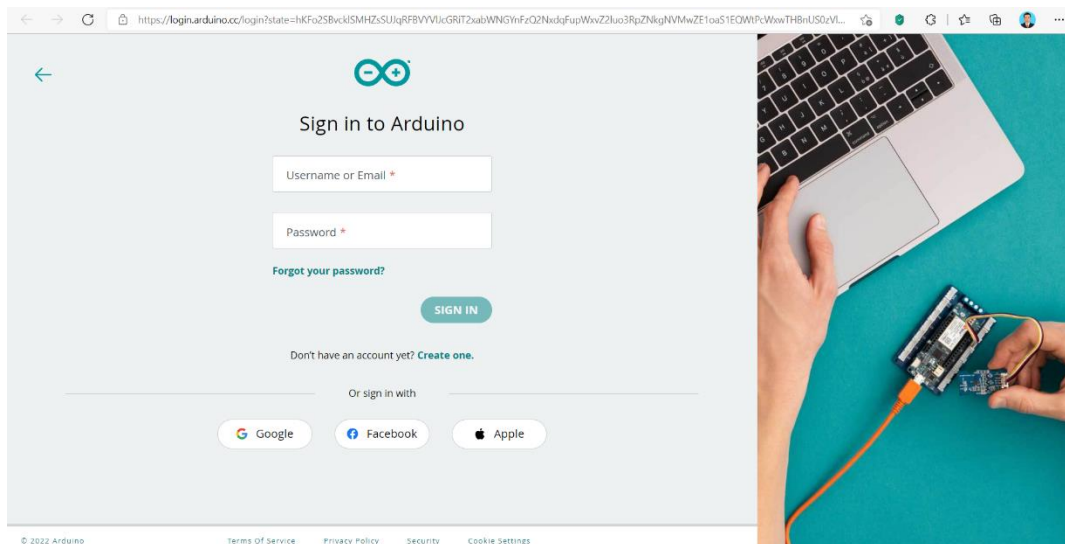 https://login.arduino.cc/login?state=
Sign in to Arduino
Username or Email *
Password *
Forgot your password?
SIGN IN
Don't have an account yet? Create one.
Or sign in with
Google
Facebook
Apple
© 2022 Arduino
Terms Of Service
Privacy Policy
Security
Cookie Settings